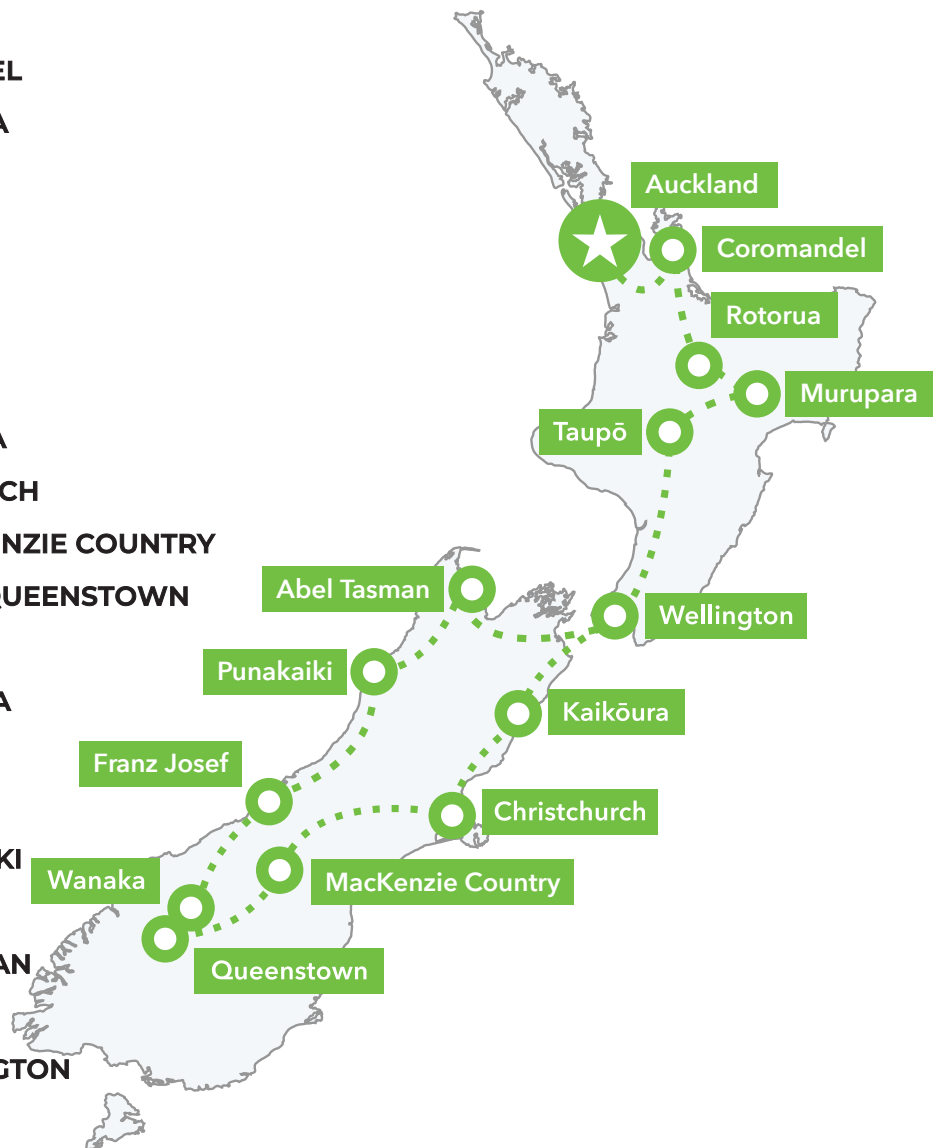 EL
A
A
CH
NZIE COUNTRY
QUEENSTOWN
A
KI
AN
GTON
Auckland
Coromandel
Rotorua
Murupara
Taupō
Abel Tasman
Wellington
Punakaiki
Kaikōura
Franz Josef
Christchurch
Wanaka
MacKenzie Country
Queenstown